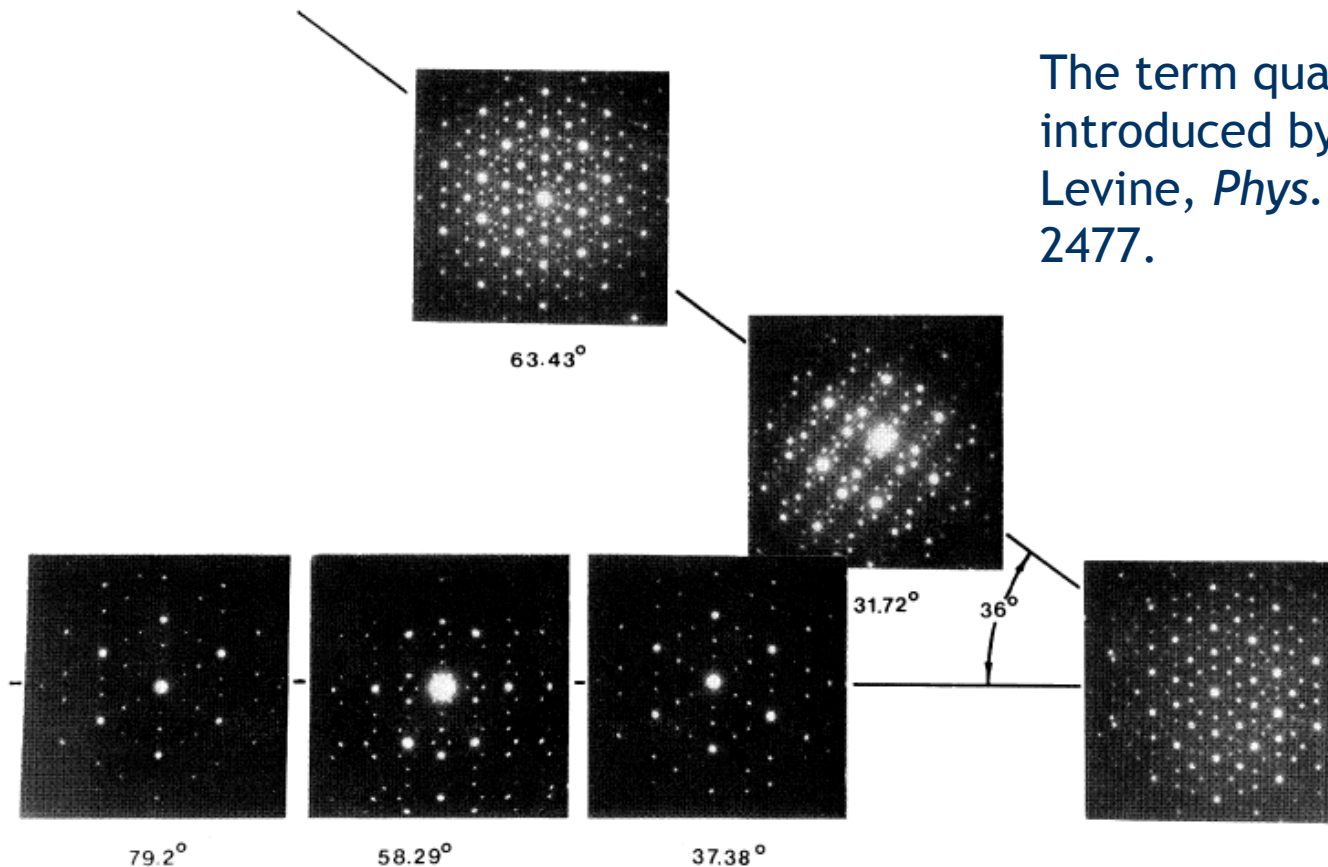 The term qua
introduced by
Levine, Phys.
2477.
63.43°
31.72°
36°
79.2°
58.29°
37.38°